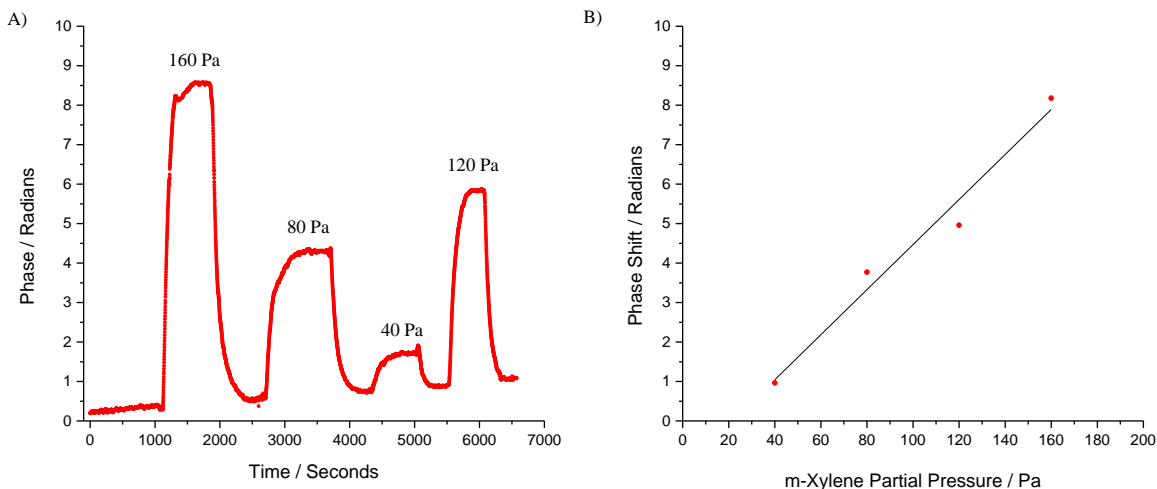 A)
160 Pa
80 Pa
40 Pa
120 Pa
10
9
8
7
6
5
4
3
2
1
0
Phase / Radians
0 1000 2000 3000 4000 5000 6000 7000
Time / Seconds
B)
10
9
8
7
6
5
4
3
2
1
0
Phase Shift / Radians
0 20 40 60 80 100 120 140 160 180 200
m-Xylene Partial Pressure / Pa